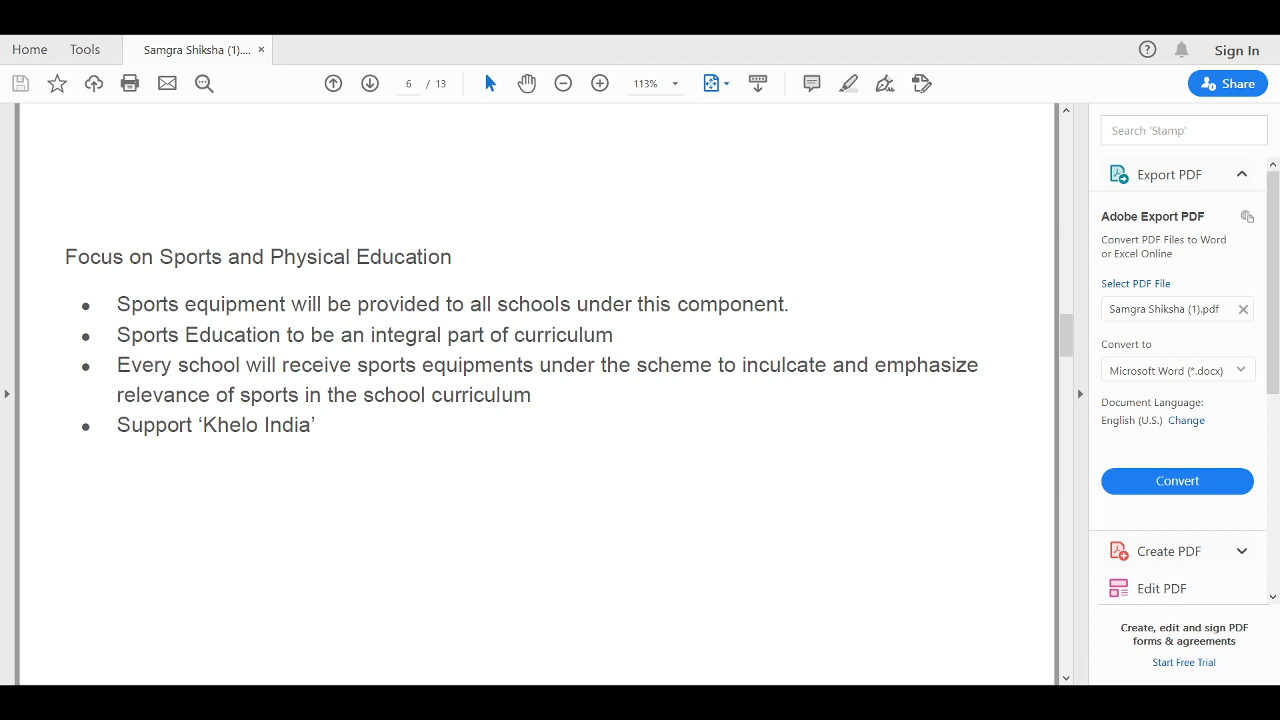 Home Tools Samgra Shiksha (1).... × Sign In
6 / 13 113% Share
Focus on Sports and Physical Education
• Sports equipment will be provided to all schools under this component.
• Sports Education to be an integral part of curriculum
• Every school will receive sports equipments under the scheme to inculcate and emphasize
relevance of sports in the school curriculum
• Support ‘Khelo India’
Search 'Stamp'
Export PDF
Adobe Export PDF
Convert PDF Files to Word
or Excel Online
Select PDF File
Samgra Shiksha (1).pdf
Convert to
Microsoft Word (*.docx)
Document Language:
English (U.S.) Change
Convert
Create PDF
Edit PDF
Create, edit and sign PDF
forms & agreements
Start Free Trial